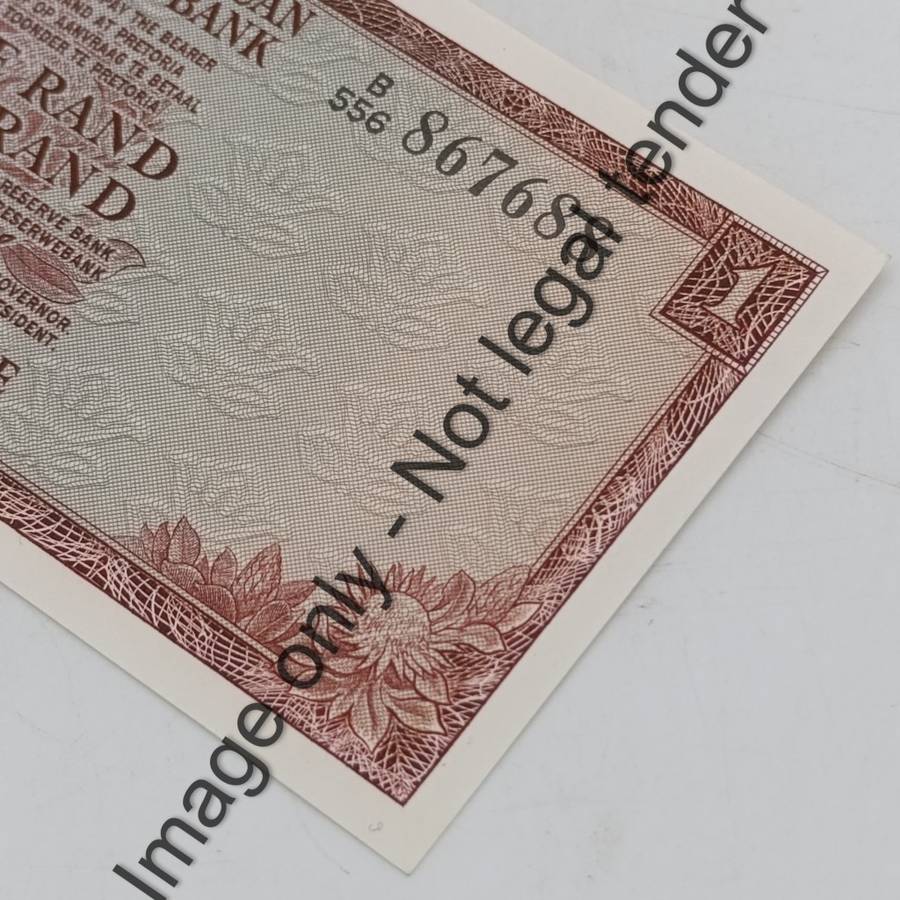 BANK
PAY THE BEARER
AND AT PRETORIA
OP AANVRAAG TE BETAAL
TE PRETORIA
RAND
RAND
RESERVE BANK
RESERWEBANK
GOVERNOR
PRESIDENT.
B
556 86768
1
Image only - Not legal tender